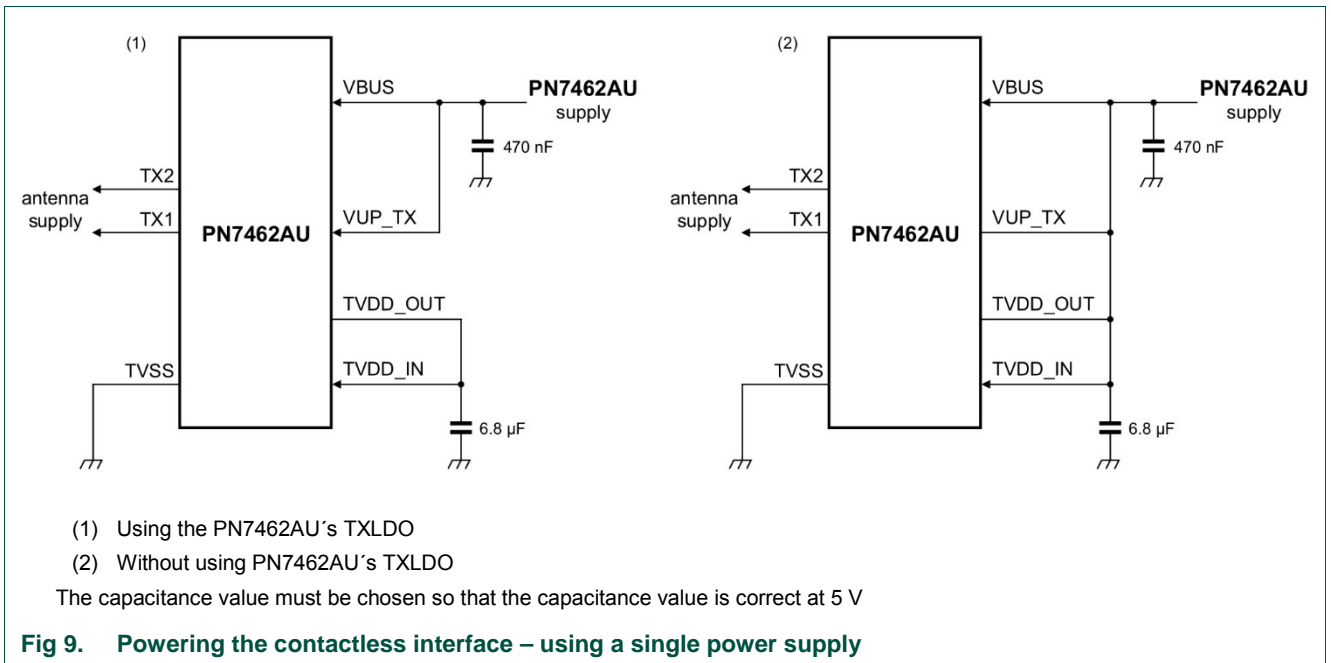 (1)
VBUS
PN7462AU
supply
470 nF
TX2
antenna
supply
TX1
PN7462AU
VUP_TX
TVDD_OUT
TVSS
TVDD_IN
6.8 µF
(2)
VBUS
PN7462AU
supply
470 nF
TX2
antenna
supply
TX1
PN7462AU
VUP_TX
TVDD_OUT
TVSS
TVDD_IN
6.8 µF
(1) Using the PN7462AU´s TXLDO
(2) Without using PN7462AU´s TXLDO
The capacitance value must be chosen so that the capacitance value is correct at 5 V
Fig 9. Powering the contactless interface – using a single power supply